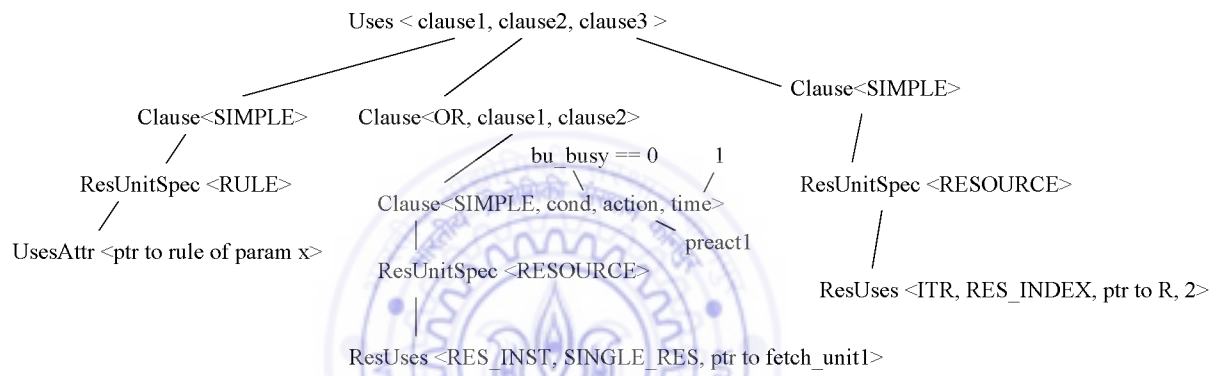 Uses < clause1, clause2, clause3 >
Clause<SIMPLE>
Clause<OR, clause1, clause2>
Clause<SIMPLE>
bu_busy == 0
1
ResUnitSpec <RULE>
ResUnitSpec <RESOURCE>
Clause<SIMPLE, cond, action, time>
UsesAttr <ptr to rule of param x>
preact1
ResUnitSpec <RESOURCE>
ResUses <ITR, RES_INDEX, ptr to R, 2>
ResUses <RES_INST, SINGLE_RES, ptr to fetch_unit1>